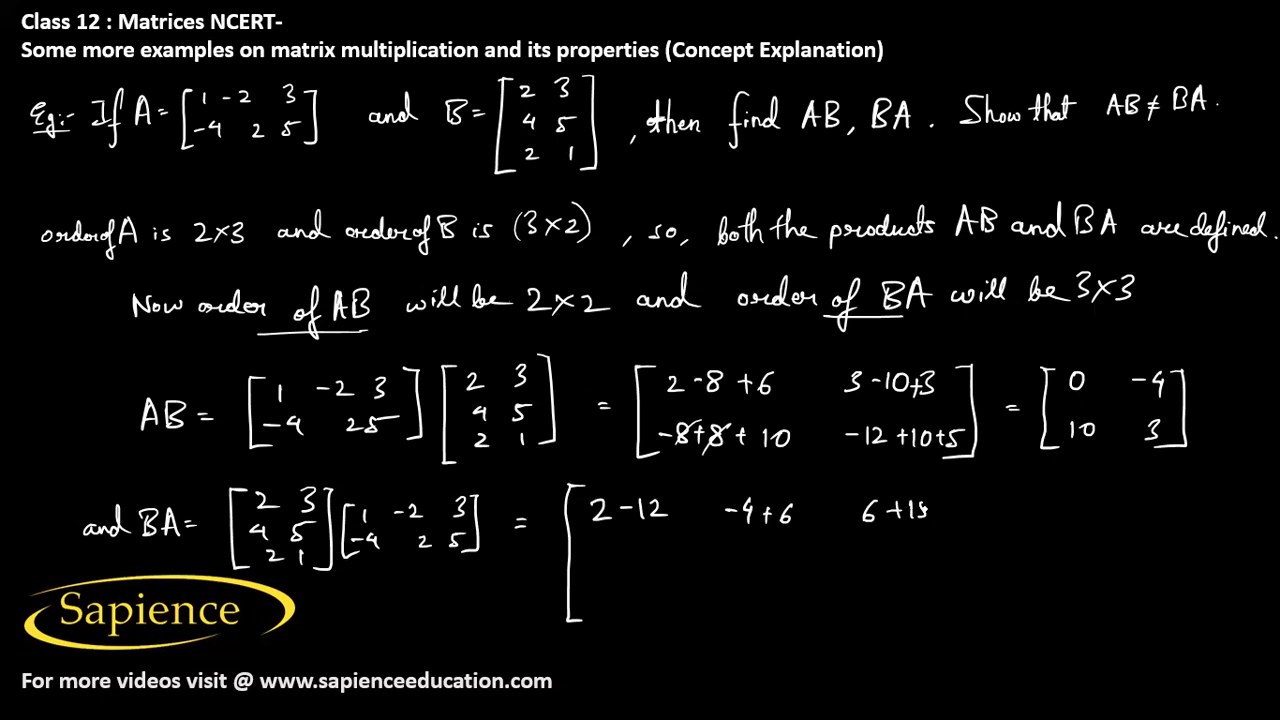 Class 12 : Matrices NCERT-
Some more examples on matrix multiplication and its properties (Concept Explanation)
Eg:- If A = [1 -2 3; -4 2 5] and B = [2 3; 4 5; 2 1], then find AB, BA. Show that AB ≠ BA.
order of A is 2×3 and order of B is (3×2), so, both the products AB and BA are defined.
Now order of AB will be 2×2 and order of BA will be 3×3
AB = [1 -2 3; -4 2 5] [2 3; 4 5; 2 1] = [2-8+6 3-10+3; -8+8+10 -12+10+5] = [0 -4; 10 3]
and BA = [2 3; 4 5; 2 1] [1 -2 3; -4 2 5] = [2-12 -4+6 6+15
Sapience
For more videos visit @ www.sapienceeducation.com